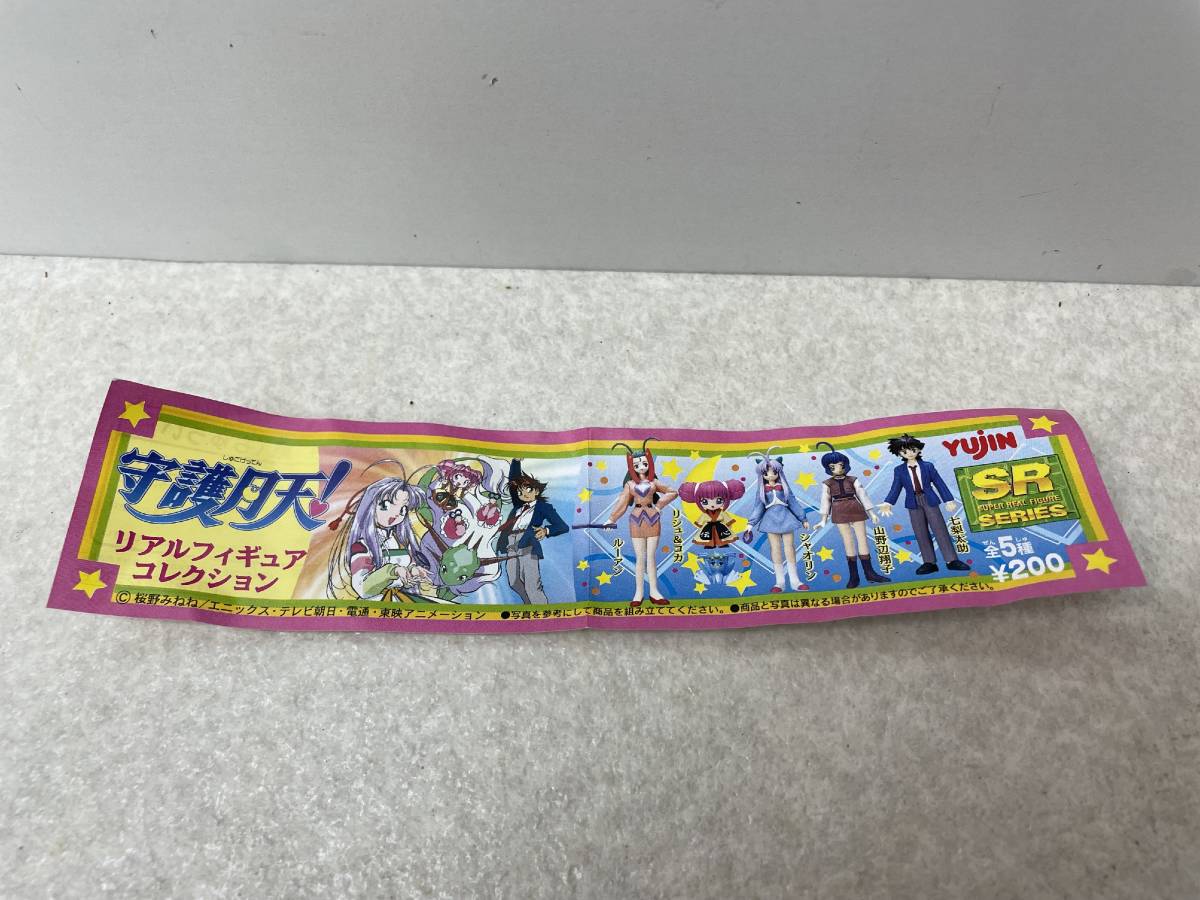 しゅごげってん
守護月天!
リアルフィギュア
コレクション
ルーアン
リシュ&コカ
シャオリン
山野辺翔子
七梨太助
YUJIN
SR
SUPER REAL FIGURE
SERIES
ぜん しゅ
全5種
¥200
©桜野みねね/エニックス・テレビ朝日・電通・東映アニメーション ●写真を参考にして商品を組み立ててください。●商品と写真は異なる場合がありますのでご了承ください。